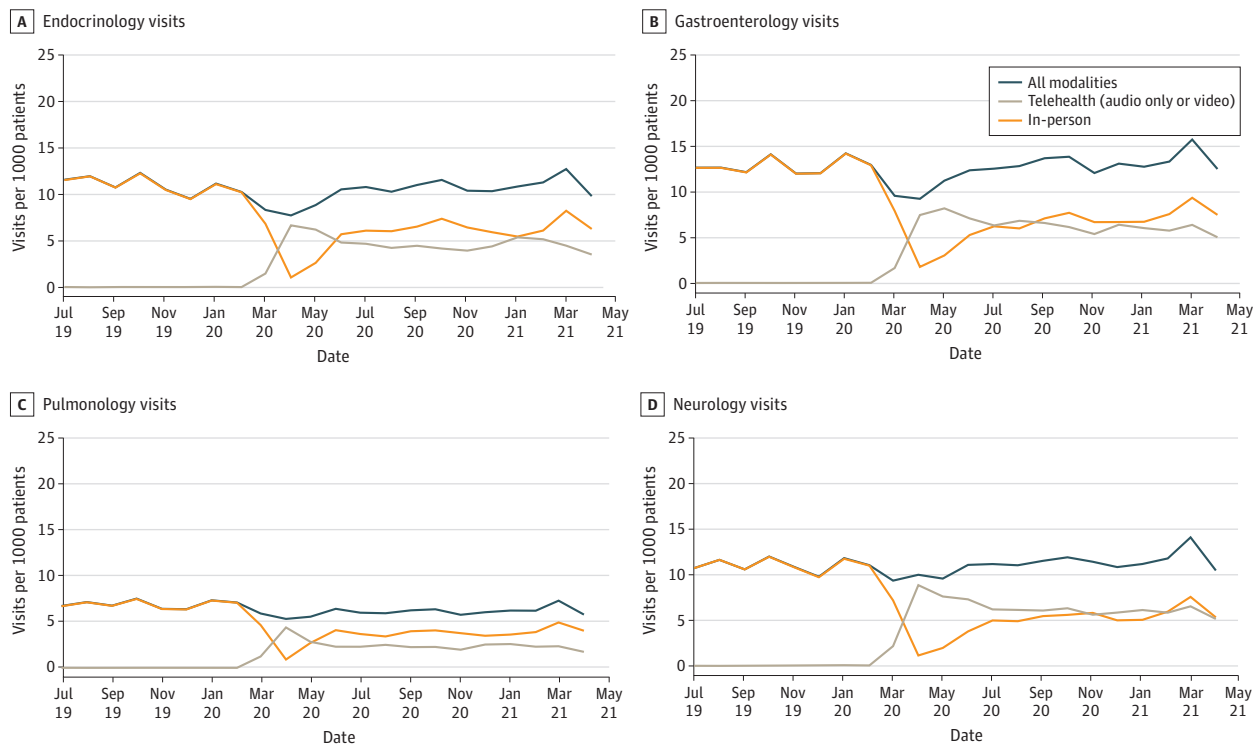 A Endocrinology visits
25
20
15
10
5
0
Visits per 1000 patients
Jul Sep Nov Jan Mar May Jul Sep Nov Jan Mar May
19 19 19 20 20 20 20 20 20 21 21 21
Date
B Gastroenterology visits
25
20
15
10
5
0
Visits per 1000 patients
All modalities
Telehealth (audio only or video)
In-person
Jul Sep Nov Jan Mar May Jul Sep Nov Jan Mar May
19 19 19 20 20 20 20 20 20 21 21 21
Date
C Pulmonology visits
25
20
15
10
5
0
Visits per 1000 patients
Jul Sep Nov Jan Mar May Jul Sep Nov Jan Mar May
19 19 19 20 20 20 20 20 20 21 21 21
Date
D Neurology visits
25
20
15
10
5
0
Visits per 1000 patients
Jul Sep Nov Jan Mar May Jul Sep Nov Jan Mar May
19 19 19 20 20 20 20 20 20 21 21 21
Date